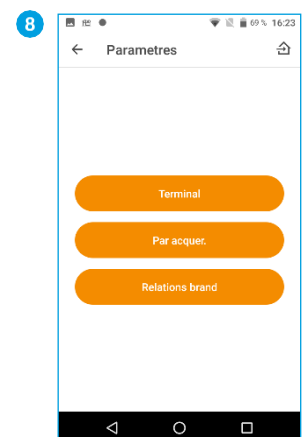 8
69 % 16:23
Parametres
Terminal
Par acquer.
Relations brand